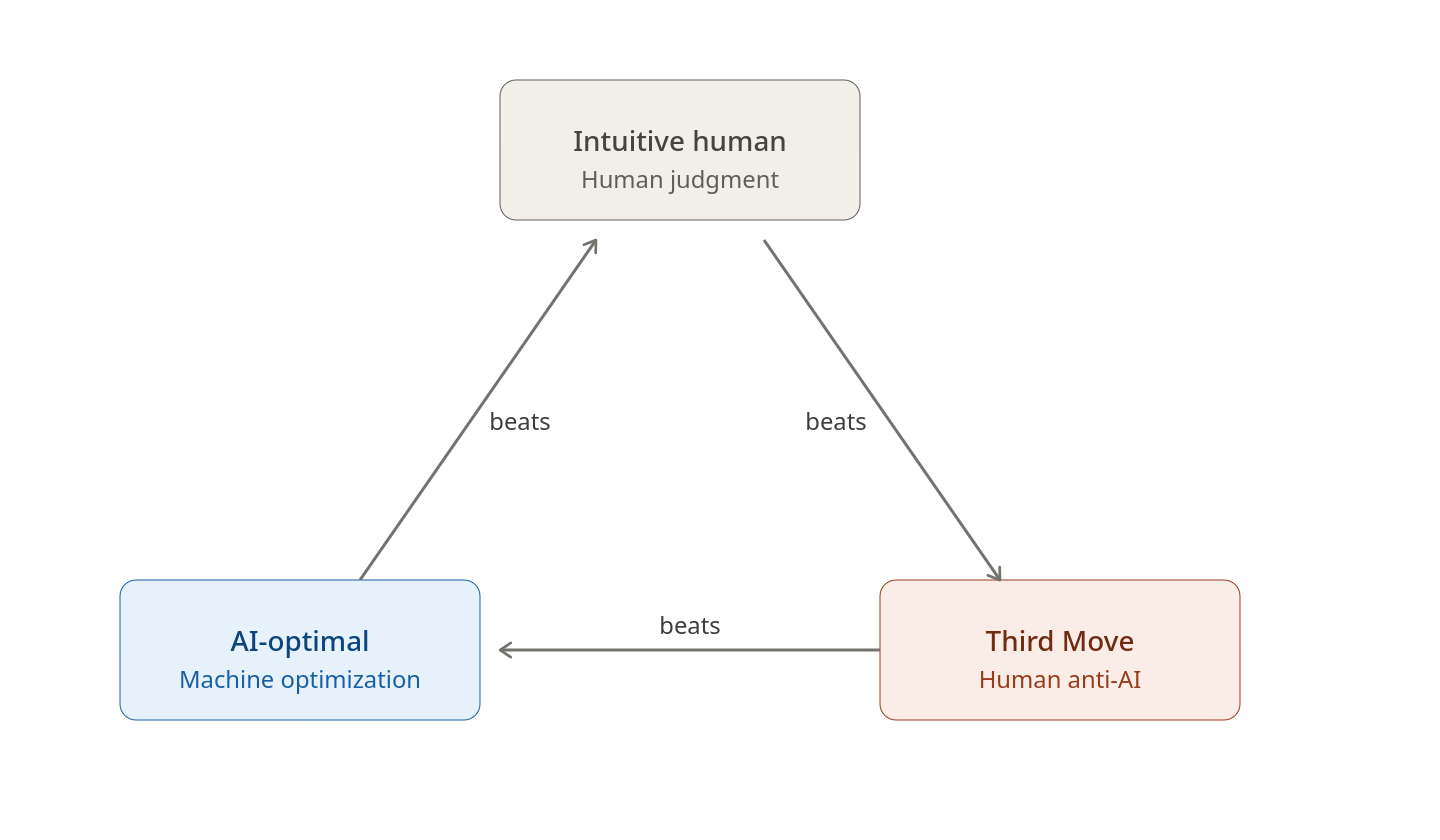 Intuitive human
Human judgment
beats
beats
beats
AI-optimal
Machine optimization
Third Move
Human anti-AI